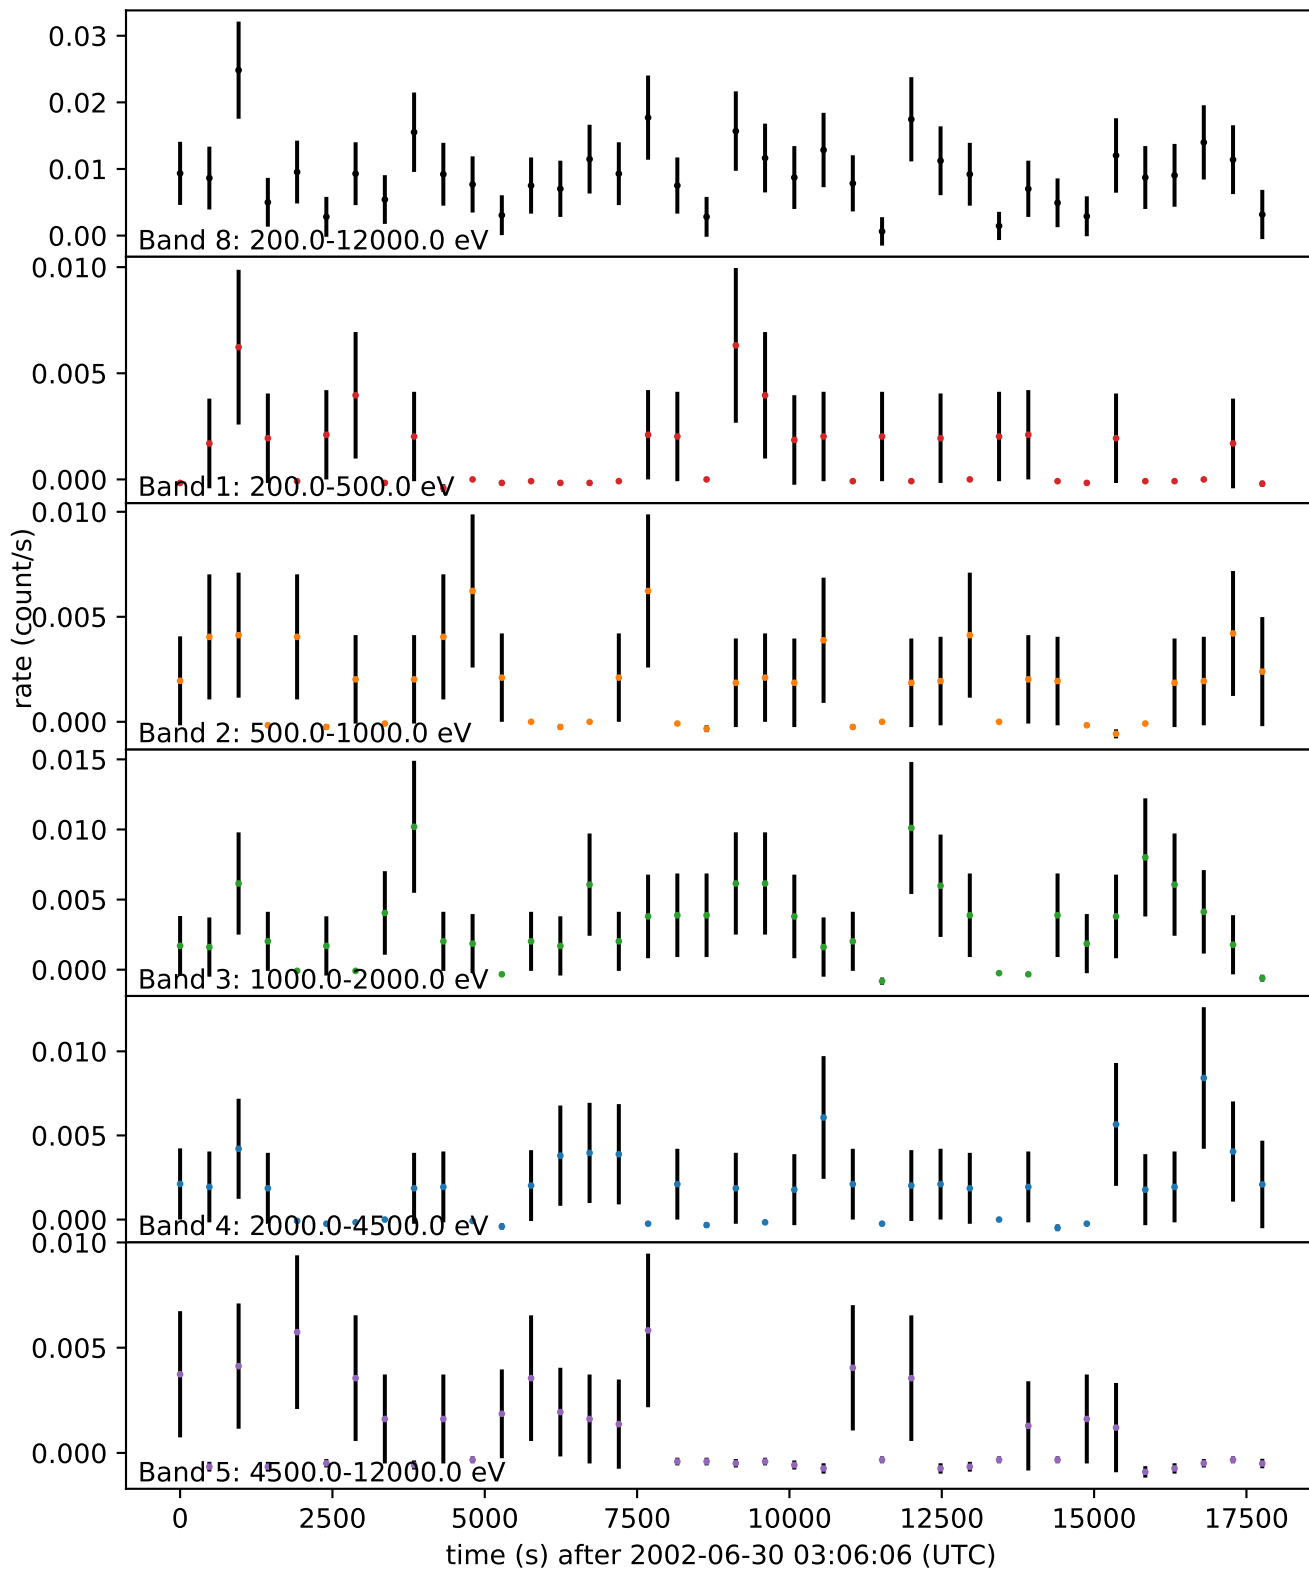 0.03
0.02
0.01
0.00
Band 8: 200.0-12000.0 eV
0.010
0.005
0.000
Band 1: 200.0-500.0 eV
0.010
0.005
0.000
Band 2: 500.0-1000.0 eV
rate (count/s)
0.015
0.010
0.005
0.000
Band 3: 1000.0-2000.0 eV
0.010
0.005
0.000
Band 4: 2000.0-4500.0 eV
0.010
0.005
0.000
Band 5: 4500.0-12000.0 eV
0 2500 5000 7500 10000 12500 15000 17500
time (s) after 2002-06-30 03:06:06 (UTC)